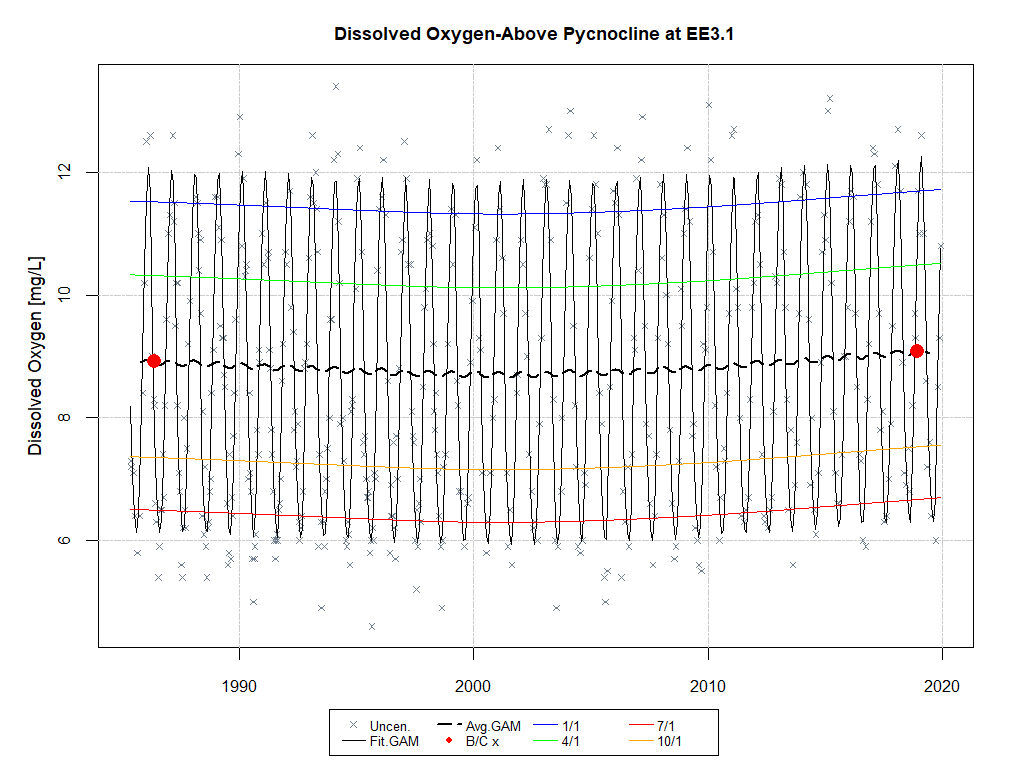 Dissolved Oxygen-Above Pycnocline at EE3.1
Dissolved Oxygen [mg/L]
12
10
8
6
1990 2000 2010 2020
Uncen. Avg.GAM 1/1 7/1
Fit.GAM B/C x 4/1 10/1